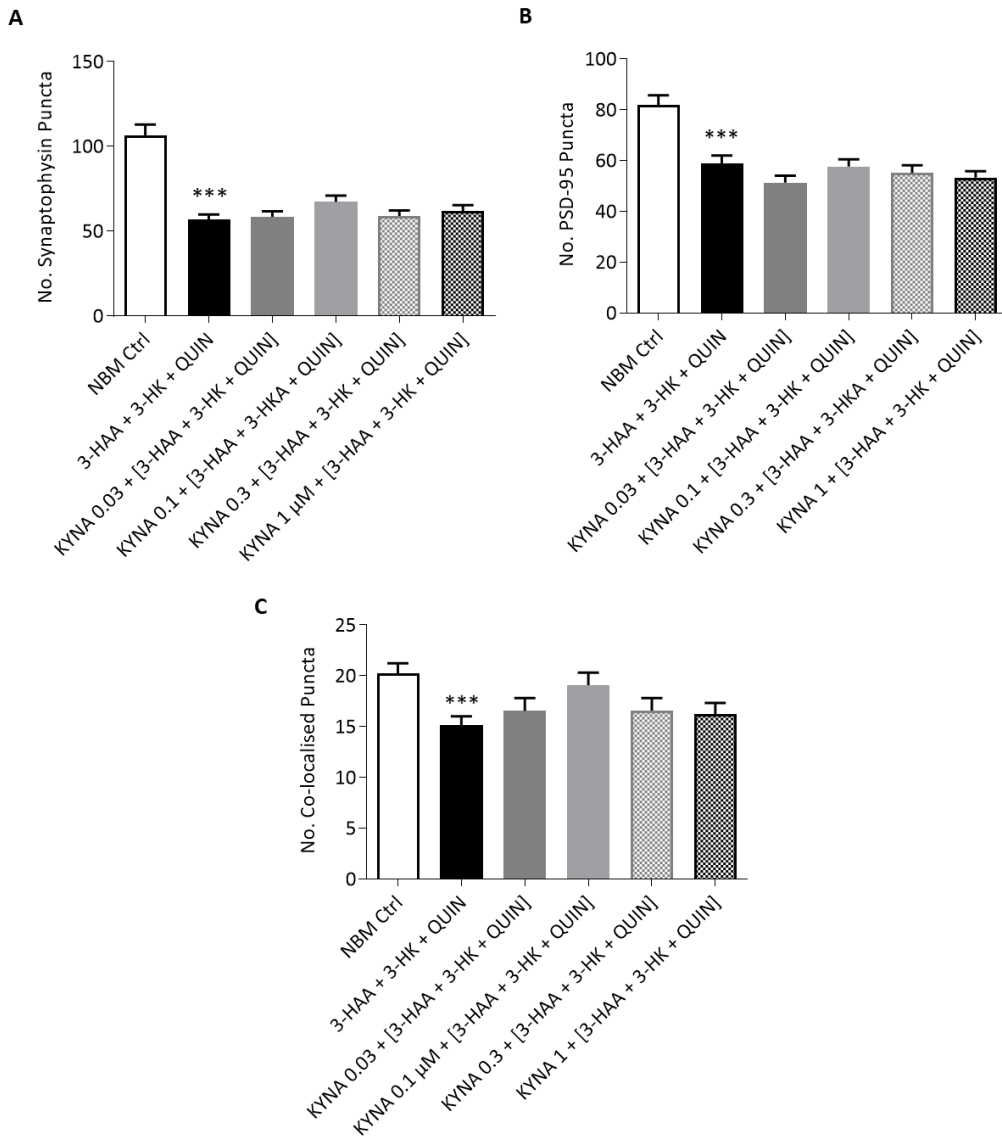 A
No. Synaptophysin Puncta
150
100
50
0
***
NBM Ctrl
3-HAA + 3-HK + QUIN
KYNA 0.03 + [3-HAA + 3-HK + QUIN]
KYNA 0.1 + [3-HAA + 3-HKA + QUIN]
KYNA 0.3 + [3-HAA + 3-HK + QUIN]
KYNA 1 μM + [3-HAA + 3-HK + QUIN]
B
No. PSD-95 Puncta
100
80
60
40
20
0
***
NBM Ctrl
3-HAA + 3-HK + QUIN
KYNA 0.03 + [3-HAA + 3-HK + QUIN]
KYNA 0.1 + [3-HAA + 3-HK + QUIN]
KYNA 0.3 + [3-HAA + 3-HKA + QUIN]
KYNA 1 + [3-HAA + 3-HK + QUIN]
C
No. Co-localised Puncta
25
20
15
10
5
0
***
NBM Ctrl
3-HAA + 3-HK + QUIN
KYNA 0.03 + [3-HAA + 3-HK + QUIN]
KYNA 0.1 μM + [3-HAA + 3-HK + QUIN]
KYNA 0.3 + [3-HAA + 3-HK + QUIN]
KYNA 1 + [3-HAA + 3-HK + QUIN]